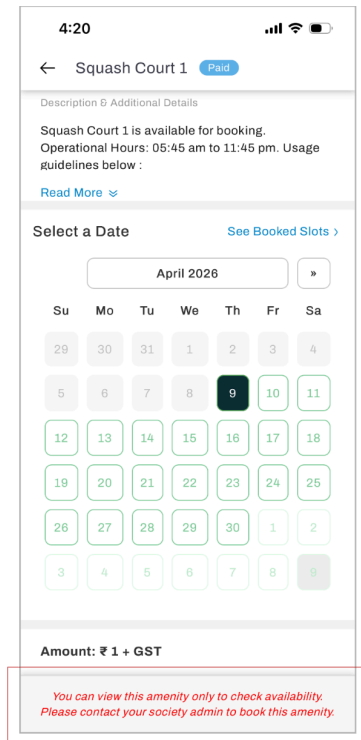 4:20
← Squash Court 1 Paid
Description & Additional Details
Squash Court 1 is available for booking.
Operational Hours: 05:45 am to 11:45 pm. Usage
guidelines below :
Read More
Select a Date See Booked Slots ›
April 2026 »
Su Mo Tu We Th Fr Sa
29 30 31 1 2 3 4
5 6 7 8 9 10 11
12 13 14 15 16 17 18
19 20 21 22 23 24 25
26 27 28 29 30 1 2
3 4 5 6 7 8 9
Amount: ₹ 1 + GST
You can view this amenity only to check availability.
Please contact your society admin to book this amenity.